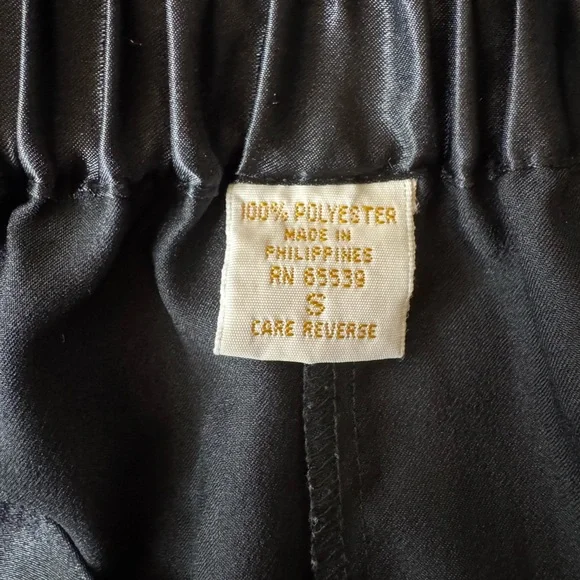 100% POLYESTER
MADE IN
PHILIPPINES
RN 65539
S
CARE REVERSE